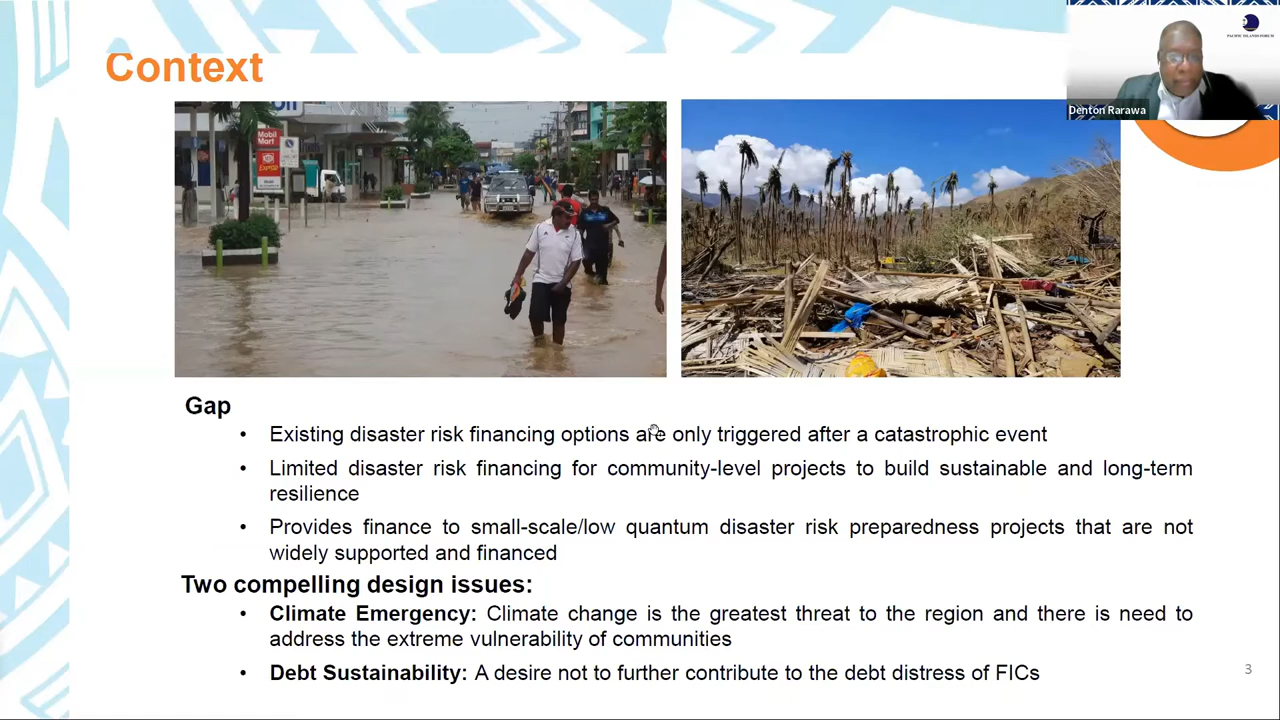 Context
PACIFIC ISLANDS FORUM
Denton Rarawa
Mobil
Mart
Gap
• Existing disaster risk financing options are only triggered after a catastrophic event
• Limited disaster risk financing for community-level projects to build sustainable and long-term
resilience
• Provides finance to small-scale/low quantum disaster risk preparedness projects that are not
widely supported and financed
Two compelling design issues:
• Climate Emergency: Climate change is the greatest threat to the region and there is need to
address the extreme vulnerability of communities
• Debt Sustainability: A desire not to further contribute to the debt distress of FICs
3